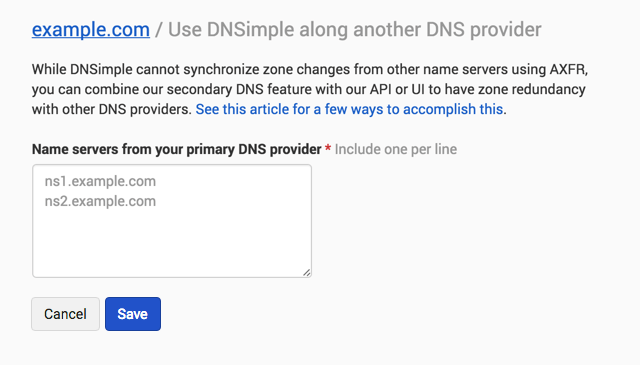 example.com / Use DNSimple along another DNS provider
While DNSimple cannot synchronize zone changes from other name servers using AXFR,
you can combine our secondary DNS feature with our API or UI to have zone redundancy
with other DNS providers. See this article for a few ways to accomplish this.
Name servers from your primary DNS provider * Include one per line
ns1.example.com
ns2.example.com
Cancel Save